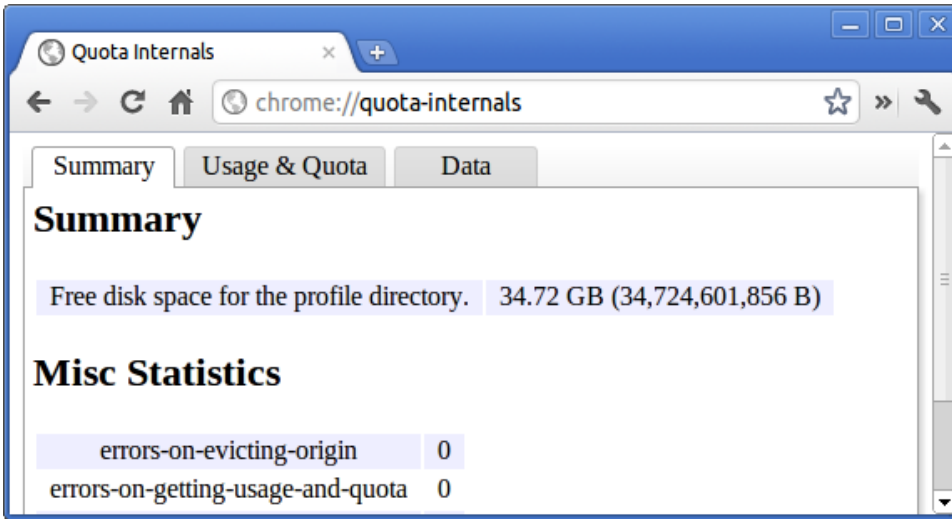 Quota Internals
chrome://quota-internals
Summary Usage & Quota Data
Summary
Free disk space for the profile directory. 34.72 GB (34,724,601,856 B)
Misc Statistics
errors-on-evicting-origin 0
errors-on-getting-usage-and-quota 0